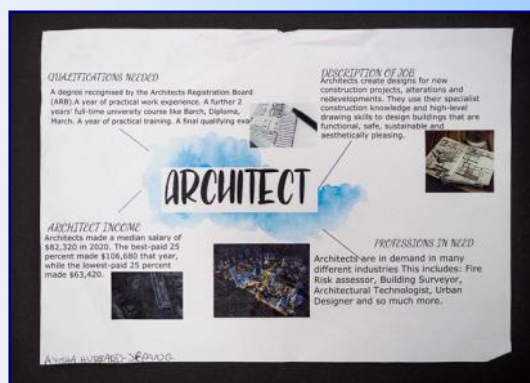 QUALIFICATIONS NEEDED
A degree recognised by the Architects Registration Board
(ARB).A year of practical work experience. A further 2
years' full-time university course like Barch, Diploma,
March. A year of practical training. A final qualifying exa
DESCRIPTION OF JOB
Architects create designs for new
construction projects, alterations and
redevelopments. They use their specialist
construction knowledge and high-level
drawing skills to design buildings that are
functional, safe, sustainable and
aesthetically pleasing.
ARCHITECT
ARCHITECT INCOME
Architects made a median salary of
$82,320 in 2020. The best-paid 25
percent made $106,680 that year,
while the lowest-paid 25 percent
made $63,420.
PROFESSIONS IN NEED
Architects are in demand in many
different industries This includes: Fire
Risk assessor, Building Surveyor,
Architectural Technologist, Urban
Designer and so much more.